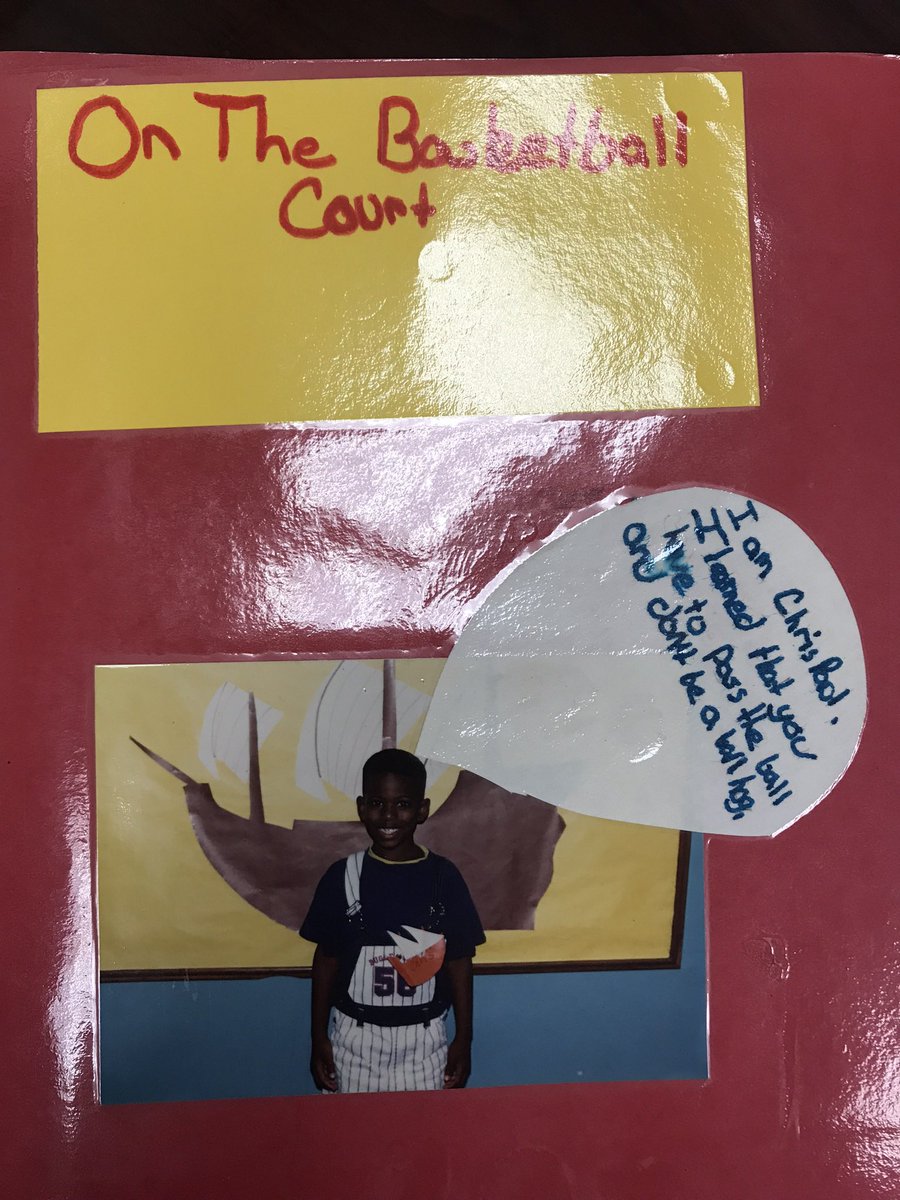 On The Basketball
Court
I am Chris Paul.
I learned that you
have to pass the ball
and don't be a ball hog.